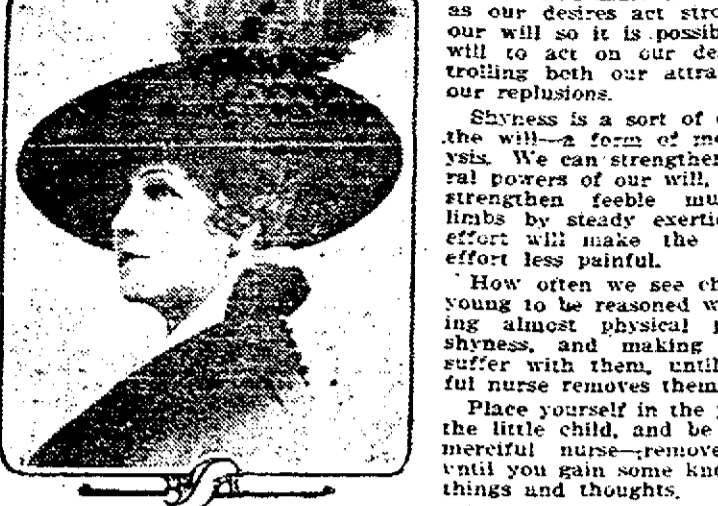 as our desires act stro
our will so it is possib
will to act on our de
trolling both our attra
our replusions.
Shyness is a sort of
the will—a form of me
ysis. We can strengthen
ral powers of our will,
strengthen feeble mu
limbs by steady exertio
effort will make the
effort less painful.
How often we see ch
young to be reasoned w
ing almost physical
shyness, and making
suffer with them, until
ful nurse removes them
Place yourself in the
the little child, and be
merciful nurse—remove
until you gain some kno
things and thoughts.